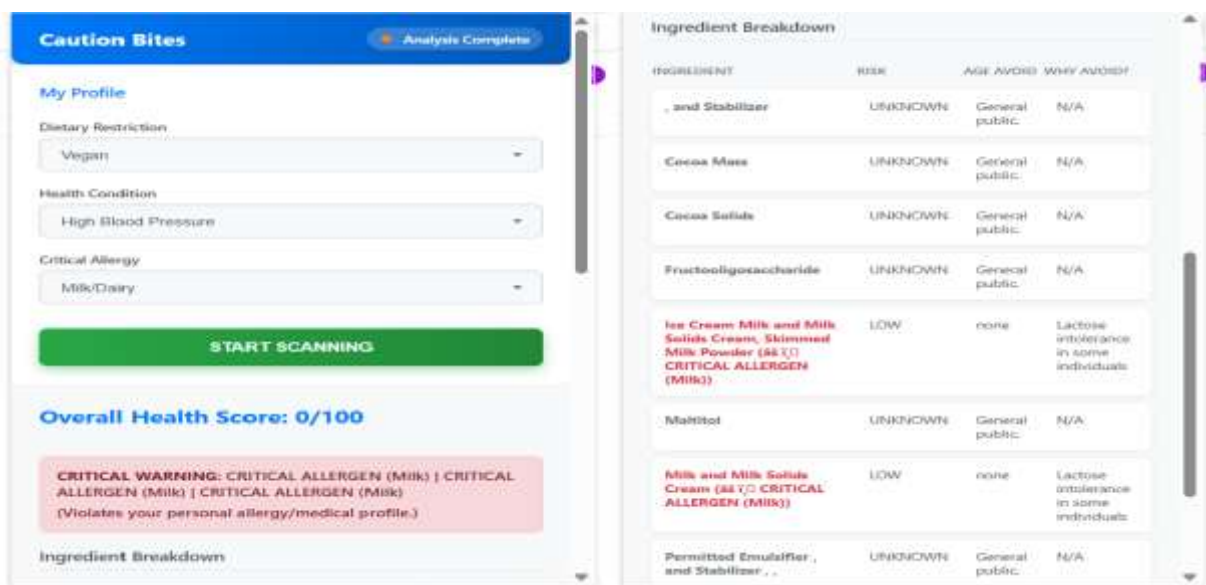 Caution Bites
Analysis Complete
My Profile
Dietary Restriction
Vegan
Health Condition
High Blood Pressure
Critical Allergy
Milk/Dairy
START SCANNING
Overall Health Score: 0/100
CRITICAL WARNING: CRITICAL ALLERGEN (Milk) | CRITICAL
ALLERGEN (Milk) | CRITICAL ALLERGEN (Milk)
(Violates your personal allergy/medical profile.)
Ingredient Breakdown
Ingredient Breakdown
INGREDIENT RISK AGE AVOID WHY AVOID?
, and Stabilizer UNKNOWN General N/A
public.
Cocoa Mass UNKNOWN General N/A
public.
Cocoa Solids UNKNOWN General N/A
public.
Fructooligosaccharide UNKNOWN General N/A
public.
Ice Cream Milk and Milk LOW none Lactose
Solids Cream, Skimmed intolerance
Milk Powder ( in some
CRITICAL ALLERGEN individuals
(Milk))
Maltitol UNKNOWN General N/A
public.
Milk and Milk Solids LOW none Lactose
Cream ( CRITICAL intolerance
ALLERGEN (Milk)) in some
individuals
Permitted Emulsifier , UNKNOWN General N/A
and Stabilizer , , public.